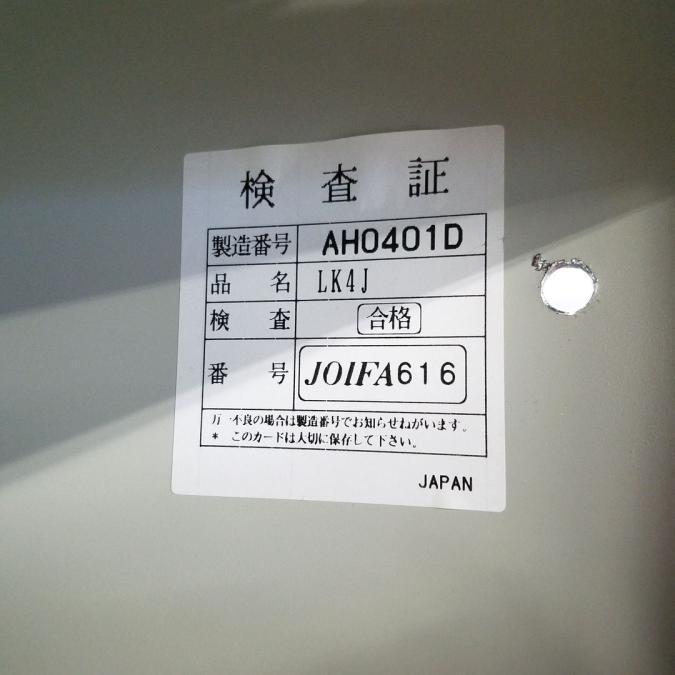 検査証
製造番号 AH0401D
品名 LK4J
検査 合格
番号 JOIFA616
万一不良の場合は製造番号でお知らせねがいます。
* このカードは大切に保存して下さい。
JAPAN